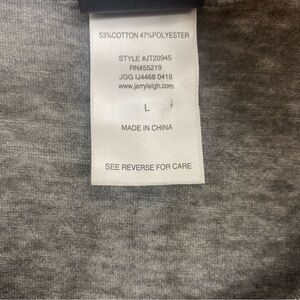 53%COTTON 47%POLYESTER
STYLE #JT20945
RN#55219
JGG IJ4468 0418
www.jerryleigh.com
L
MADE IN CHINA
SEE REVERSE FOR CARE